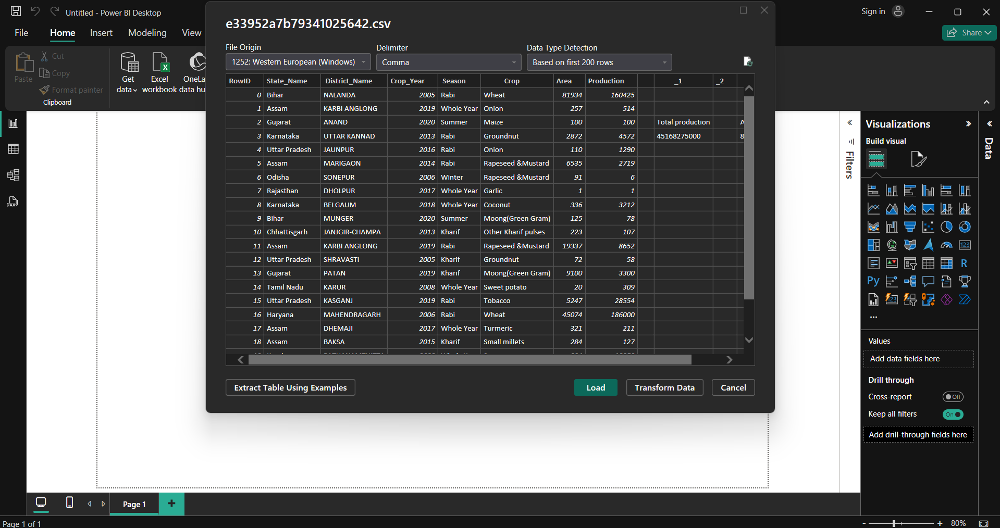 Untitled - Power BI Desktop
Sign in
File Home Insert Modeling View
Share
Paste
Cut
Copy
Format painter
Clipboard
Get data
Excel workbook
data hu
e33952a7b79341025642.csv
File Origin Delimiter Data Type Detection
1252: Western European (Windows) Comma Based on first 200 rows
RowID State_Name District_Name Crop_Year Season Crop Area Production _1 _2
0 Bihar NALANDA 2005 Rabi Wheat 81934 160425
1 Assam KARBI ANGLONG 2019 Whole Year Onion 257 514
2 Gujarat ANAND 2020 Summer Maize 100 100 Total production A
3 Karnataka UTTAR KANNAD 2013 Rabi Groundnut 2872 4572 45168275000 8
4 Uttar Pradesh JAUNPUR 2016 Rabi Onion 110 1290
5 Assam MARIGAON 2014 Rabi Rapeseed &Mustard 6535 2719
6 Odisha SONEPUR 2006 Winter Rapeseed &Mustard 91 6
7 Rajasthan DHOLPUR 2017 Whole Year Garlic 1 1
8 Karnataka BELGAUM 2018 Whole Year Coconut 336 3212
9 Bihar MUNGER 2020 Summer Moong(Green Gram) 125 78
10 Chhattisgarh JANJGIR-CHAMPA 2013 Kharif Other Kharif pulses 223 107
11 Assam KARBI ANGLONG 2019 Rabi Rapeseed &Mustard 19337 8652
12 Uttar Pradesh SHRAVASTI 2005 Kharif Groundnut 72 58
13 Gujarat PATAN 2019 Kharif Moong(Green Gram) 9100 3300
14 Tamil Nadu KARUR 2008 Whole Year Sweet potato 20 309
15 Uttar Pradesh KASGANJ 2019 Rabi Tobacco 5247 28554
16 Haryana MAHENDRAGARH 2006 Rabi Wheat 45074 186000
17 Assam DHEMAJI 2017 Whole Year Turmeric 321 211
18 Assam BAKSA 2015 Kharif Small millets 284 127
Extract Table Using Examples Load Transform Data Cancel
DAX
Filters
Visualizations
Build visual
123
R
Py
123
Values
Add data fields here
Drill through
Cross-report Off
Keep all filters On
Add drill-through fields here
Data
Page 1
Page 1 of 1
80%